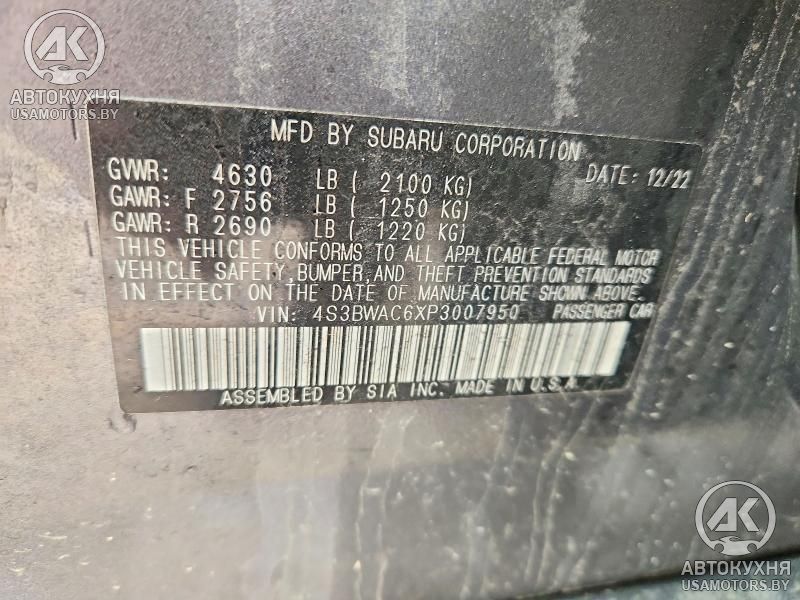 AK
АВТОКУХНЯ
USAMOTORS.BY
MFD BY SUBARU CORPORATION
GVWR: 4630 LB ( 2100 KG) DATE: 12/22
GAWR: F 2756 LB ( 1250 KG)
GAWR: R 2690 LB ( 1220 KG)
THIS VEHICLE CONFORMS TO ALL APPLICABLE FEDERAL MOTOR
VEHICLE SAFETY, BUMPER, AND THEFT PREVENTION STANDARDS
IN EFFECT ON THE DATE OF MANUFACTURE SHOWN ABOVE.
VIN: 4S3BWAC6XP3007950 PASSENGER CAR
ASSEMBLED BY SIA INC. MADE IN U.S.A.
AK
АВТОКУХНЯ
USAMOTORS.BY